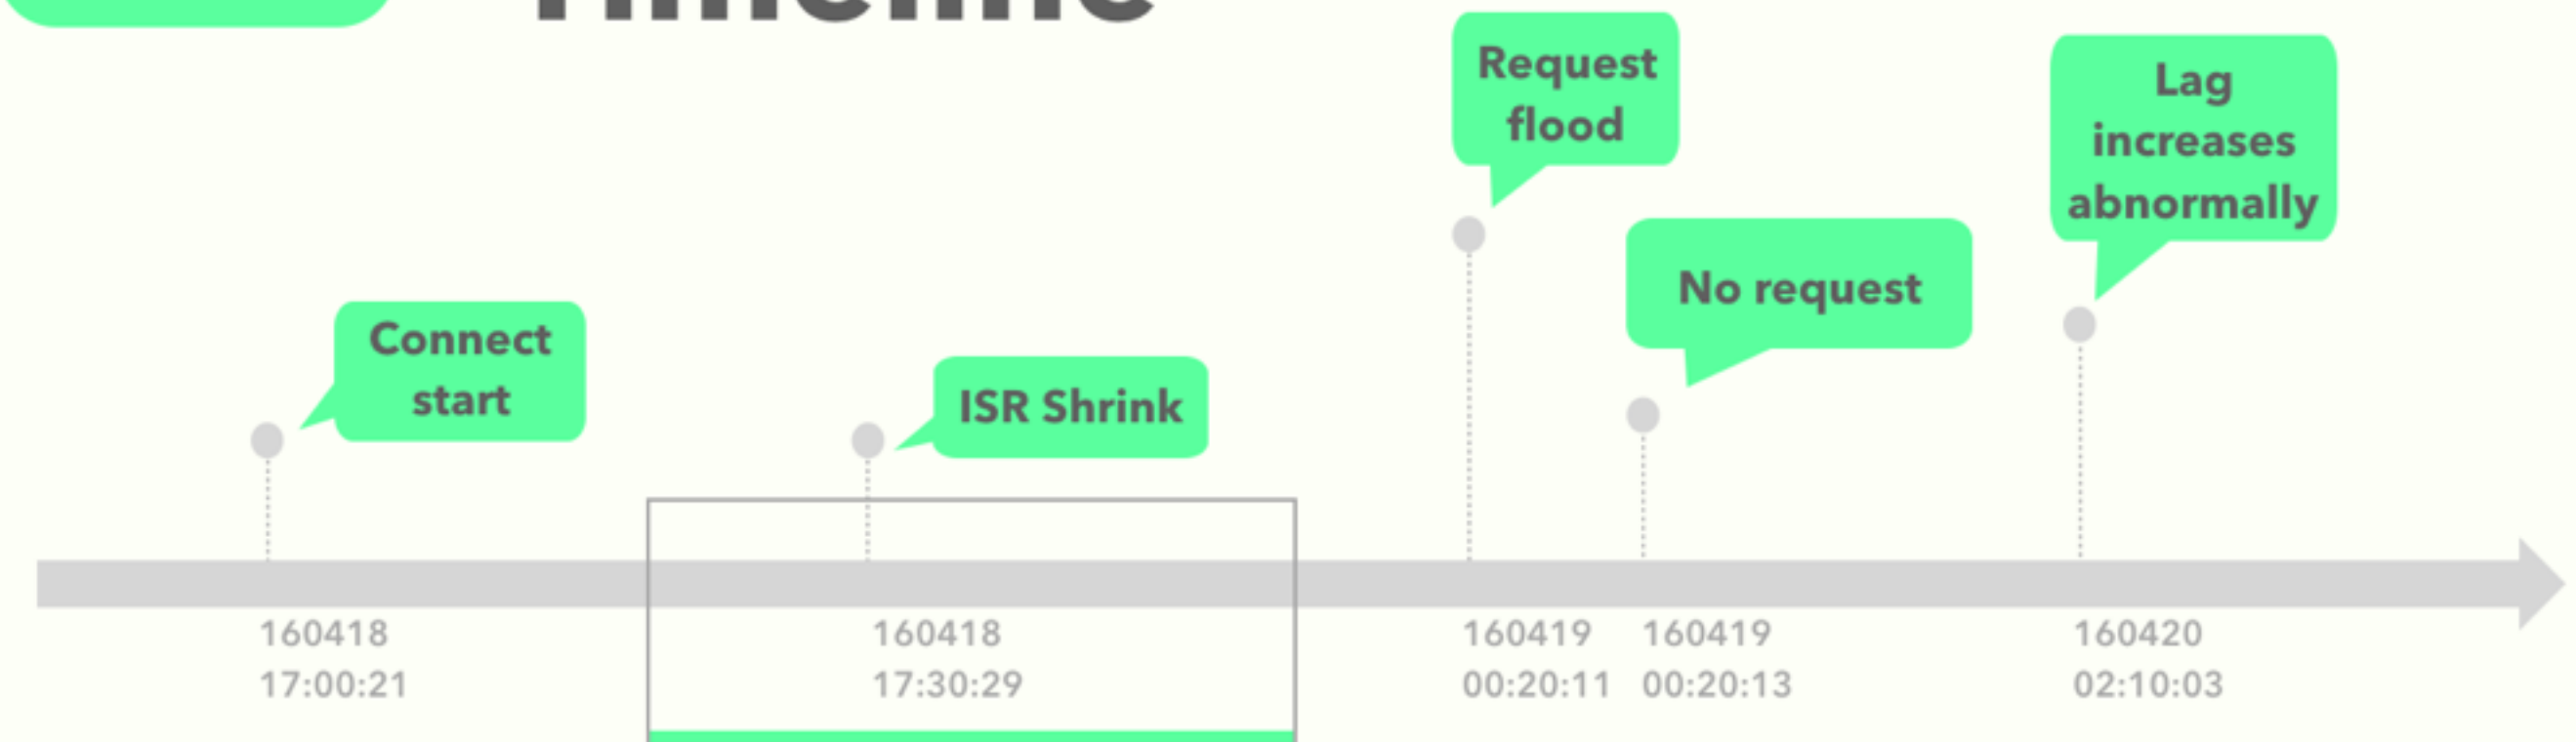 Timeline
Connect
start
ISR Shrink
Request
flood
No request
Lag
increases
abnormally
160418
17:00:21
160418
17:30:29
160419
00:20:11
160419
00:20:13
160420
02:10:03